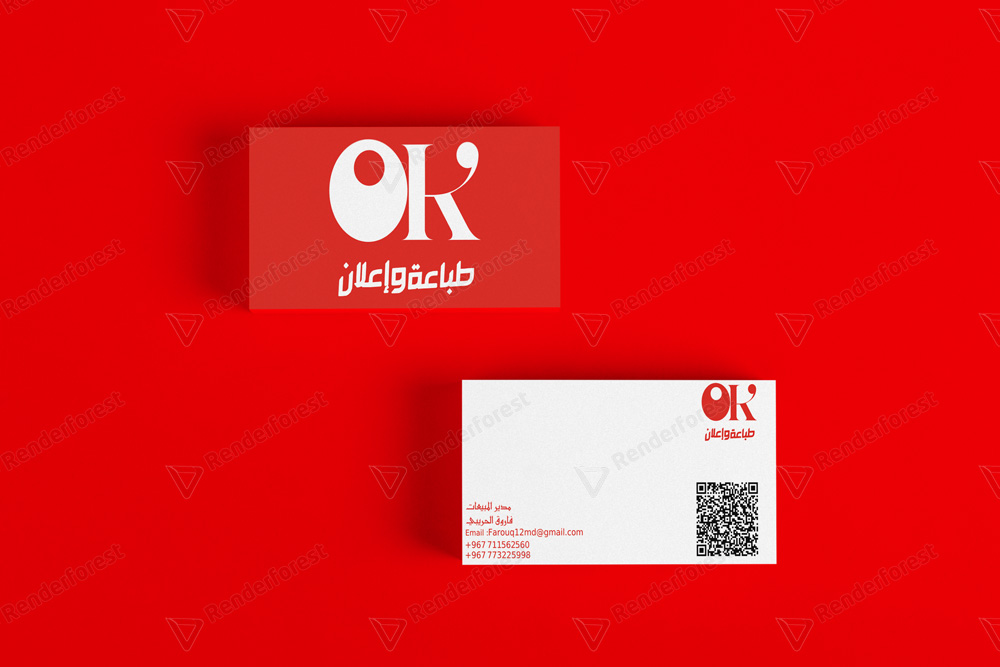 OK
طباعة وإعلان
OK
طباعة وإعلان
مدير المبيعات
فاروق الحريبي
Email :Farouq12md@gmail.com
+967 711562560
+967 773225998
Renderforest